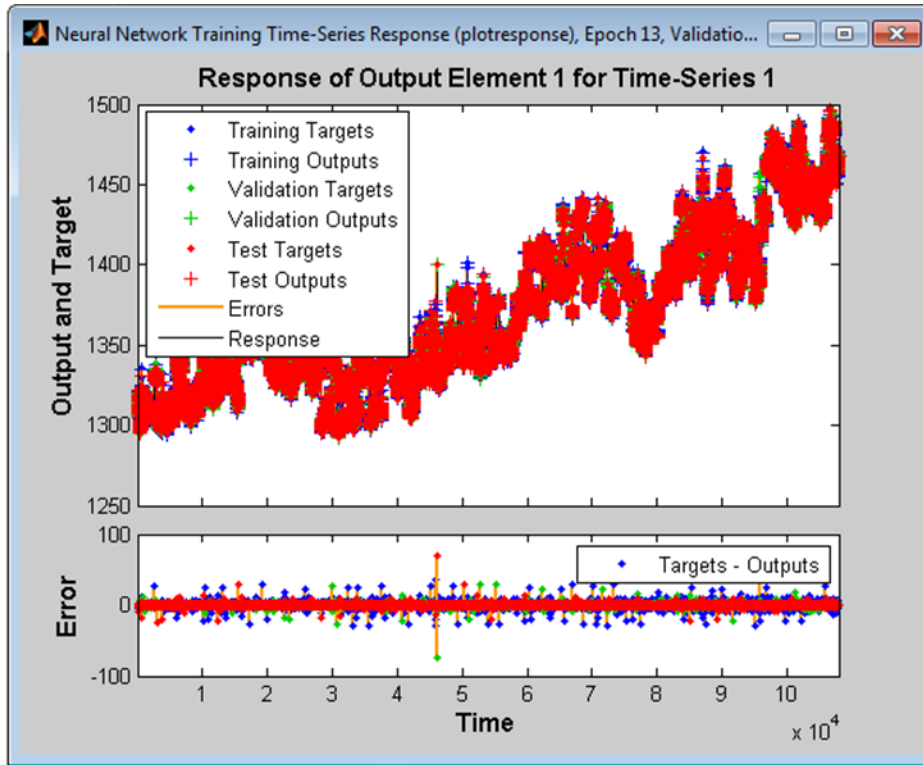 Neural Network Training Time-Series Response (plotresponse), Epoch 13, Validatio...
Response of Output Element 1 for Time-Series 1
Output and Target
1500
1450
1400
1350
1300
1250
Training Targets
Training Outputs
Validation Targets
Validation Outputs
Test Targets
Test Outputs
Errors
Response
Error
100
0
-100
Targets - Outputs
1 2 3 4 5 6 7 8 9 10
Time
x 10^4